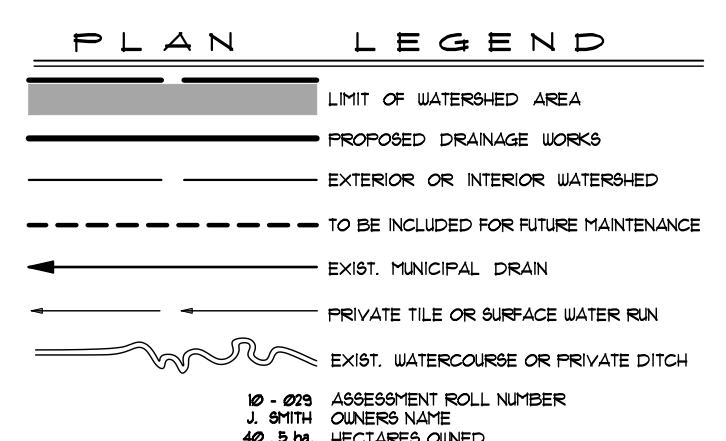 PLAN LEGEND
LIMIT OF WATERSHED AREA
PROPOSED DRAINAGE WORKS
EXTERIOR OR INTERIOR WATERSHED
TO BE INCLUDED FOR FUTURE MAINTENANCE
EXIST. MUNICIPAL DRAIN
PRIVATE TILE OR SURFACE WATER RUN
EXIST. WATERCOURSE OR PRIVATE DITCH
10 - 029 ASSESSMENT ROLL NUMBER
J. SMITH OWNERS NAME
40.5 ha. HECTARES OWNED